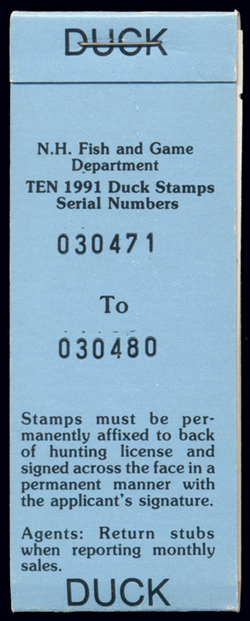 DUCK
N.H. Fish and Game
Department
TEN 1991 Duck Stamps
Serial Numbers
030471
To
030480
Stamps must be per-
manently affixed to back
of hunting license and
signed across the face in a
permanent manner with
the applicant's signature.
Agents: Return stubs
when reporting monthly
sales.
DUCK